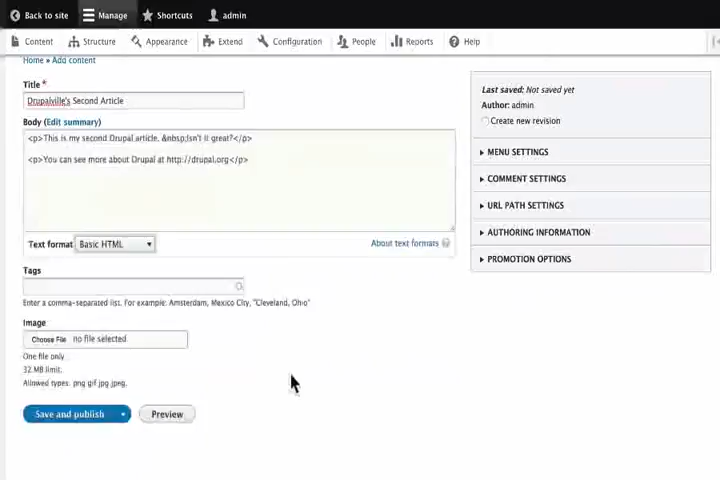 Back to site Manage Shortcuts admin
Content Structure Appearance Extend Configuration People Reports Help
Home » Add content
Title *
Drupalville's Second Article
Body (Edit summary)
<p>This is my second Drupal article. &nbsp;Isn't it great?</p>
<p>You can see more about Drupal at http://drupal.org</p>
Text format Basic HTML
About text formats
Tags
Enter a comma-separated list. For example: Amsterdam, Mexico City, "Cleveland, Ohio"
Image
Choose File no file selected
One file only.
32 MB limit.
Allowed types: png gif jpg jpeg.
Save and publish Preview
Last saved: Not saved yet
Author: admin
Create new revision
MENU SETTINGS
COMMENT SETTINGS
URL PATH SETTINGS
AUTHORING INFORMATION
PROMOTION OPTIONS